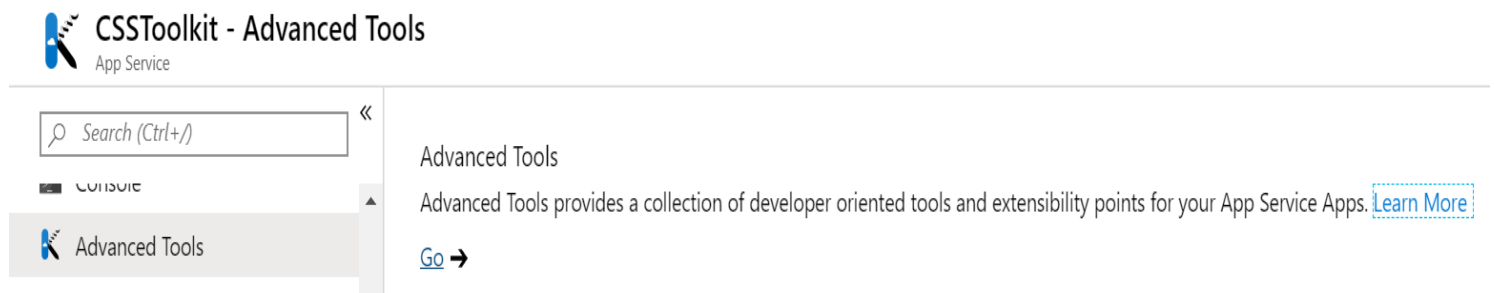 CSSToolkit - Advanced Tools
App Service
Search (Ctrl+/)
«
Console
Advanced Tools
Advanced Tools
Advanced Tools provides a collection of developer oriented tools and extensibility points for your App Service Apps. Learn More
Go →